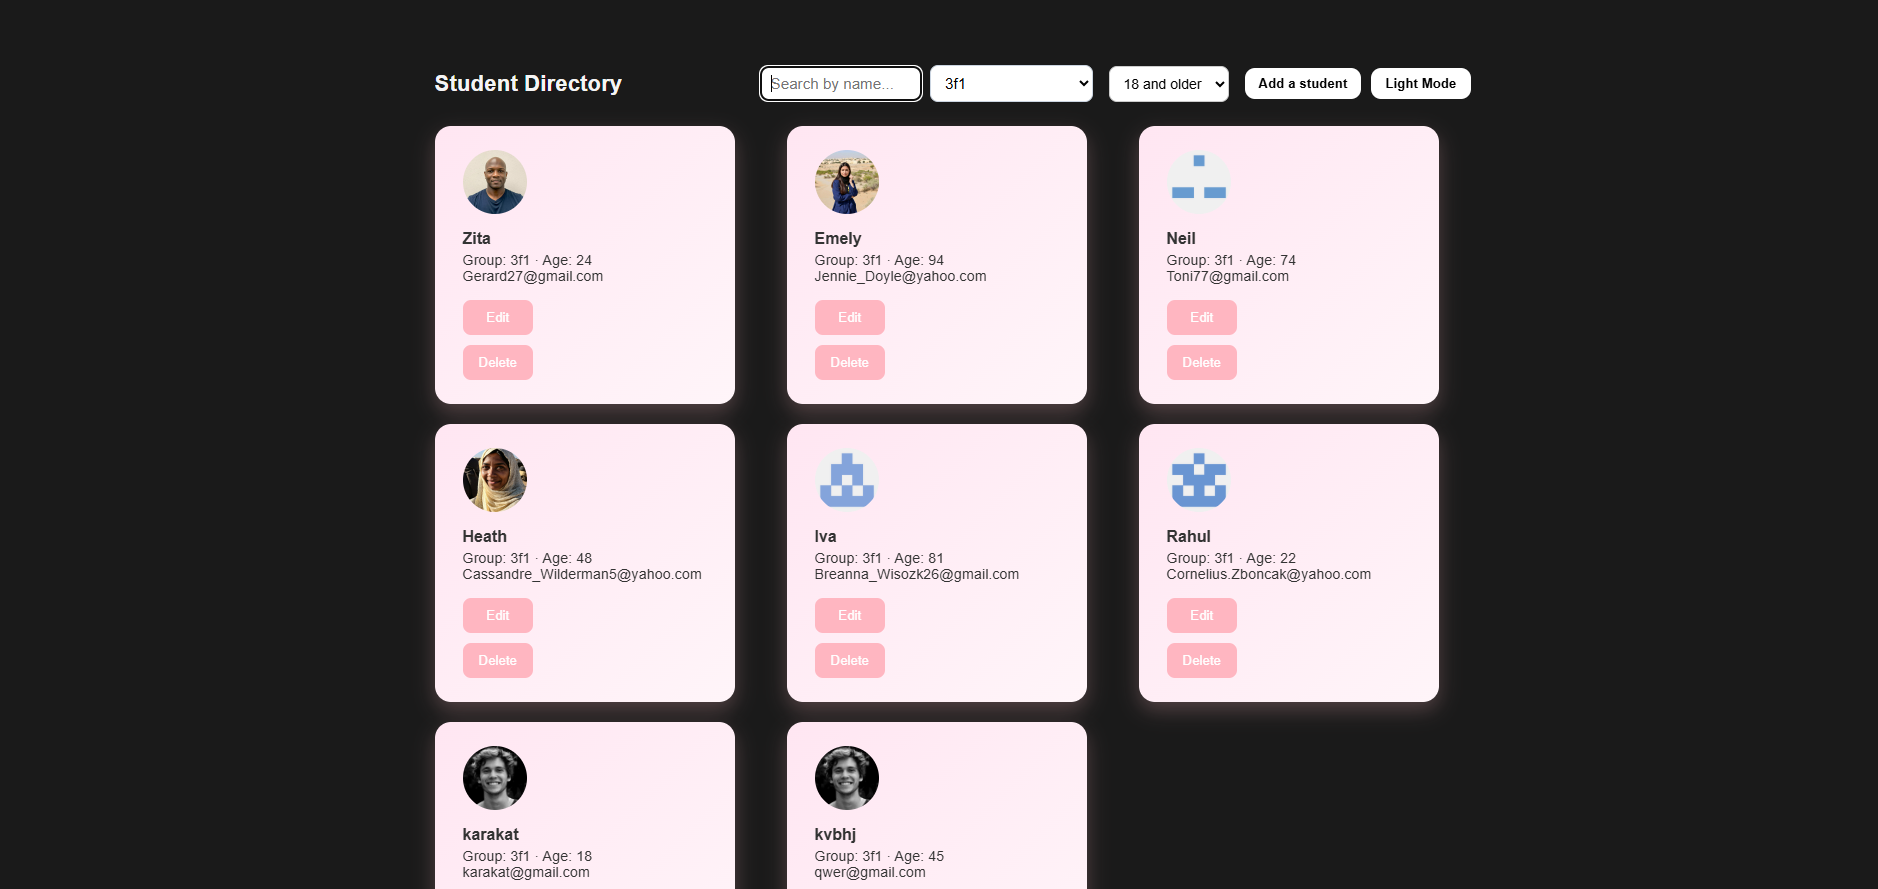 Student Directory
Search by name...
3f1
18 and older
Add a student
Light Mode
Zita
Group: 3f1 · Age: 24
Gerard27@gmail.com
Edit
Delete
Emely
Group: 3f1 · Age: 94
Jennie_Doyle@yahoo.com
Edit
Delete
Neil
Group: 3f1 · Age: 74
Toni77@gmail.com
Edit
Delete
Heath
Group: 3f1 · Age: 48
Cassandre_Wilderman5@yahoo.com
Edit
Delete
Iva
Group: 3f1 · Age: 81
Breanna_Wisozk26@gmail.com
Edit
Delete
Rahul
Group: 3f1 · Age: 22
Cornelius.Zboncak@yahoo.com
Edit
Delete
karakat
Group: 3f1 · Age: 18
karakat@gmail.com
kvbhj
Group: 3f1 · Age: 45
qwer@gmail.com